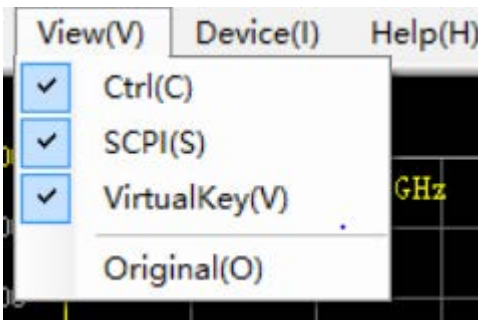 View(V) Device(I) Help(H)
Ctrl(C)
SCPI(S)
VirtualKey(V)
GHz
Original(O)